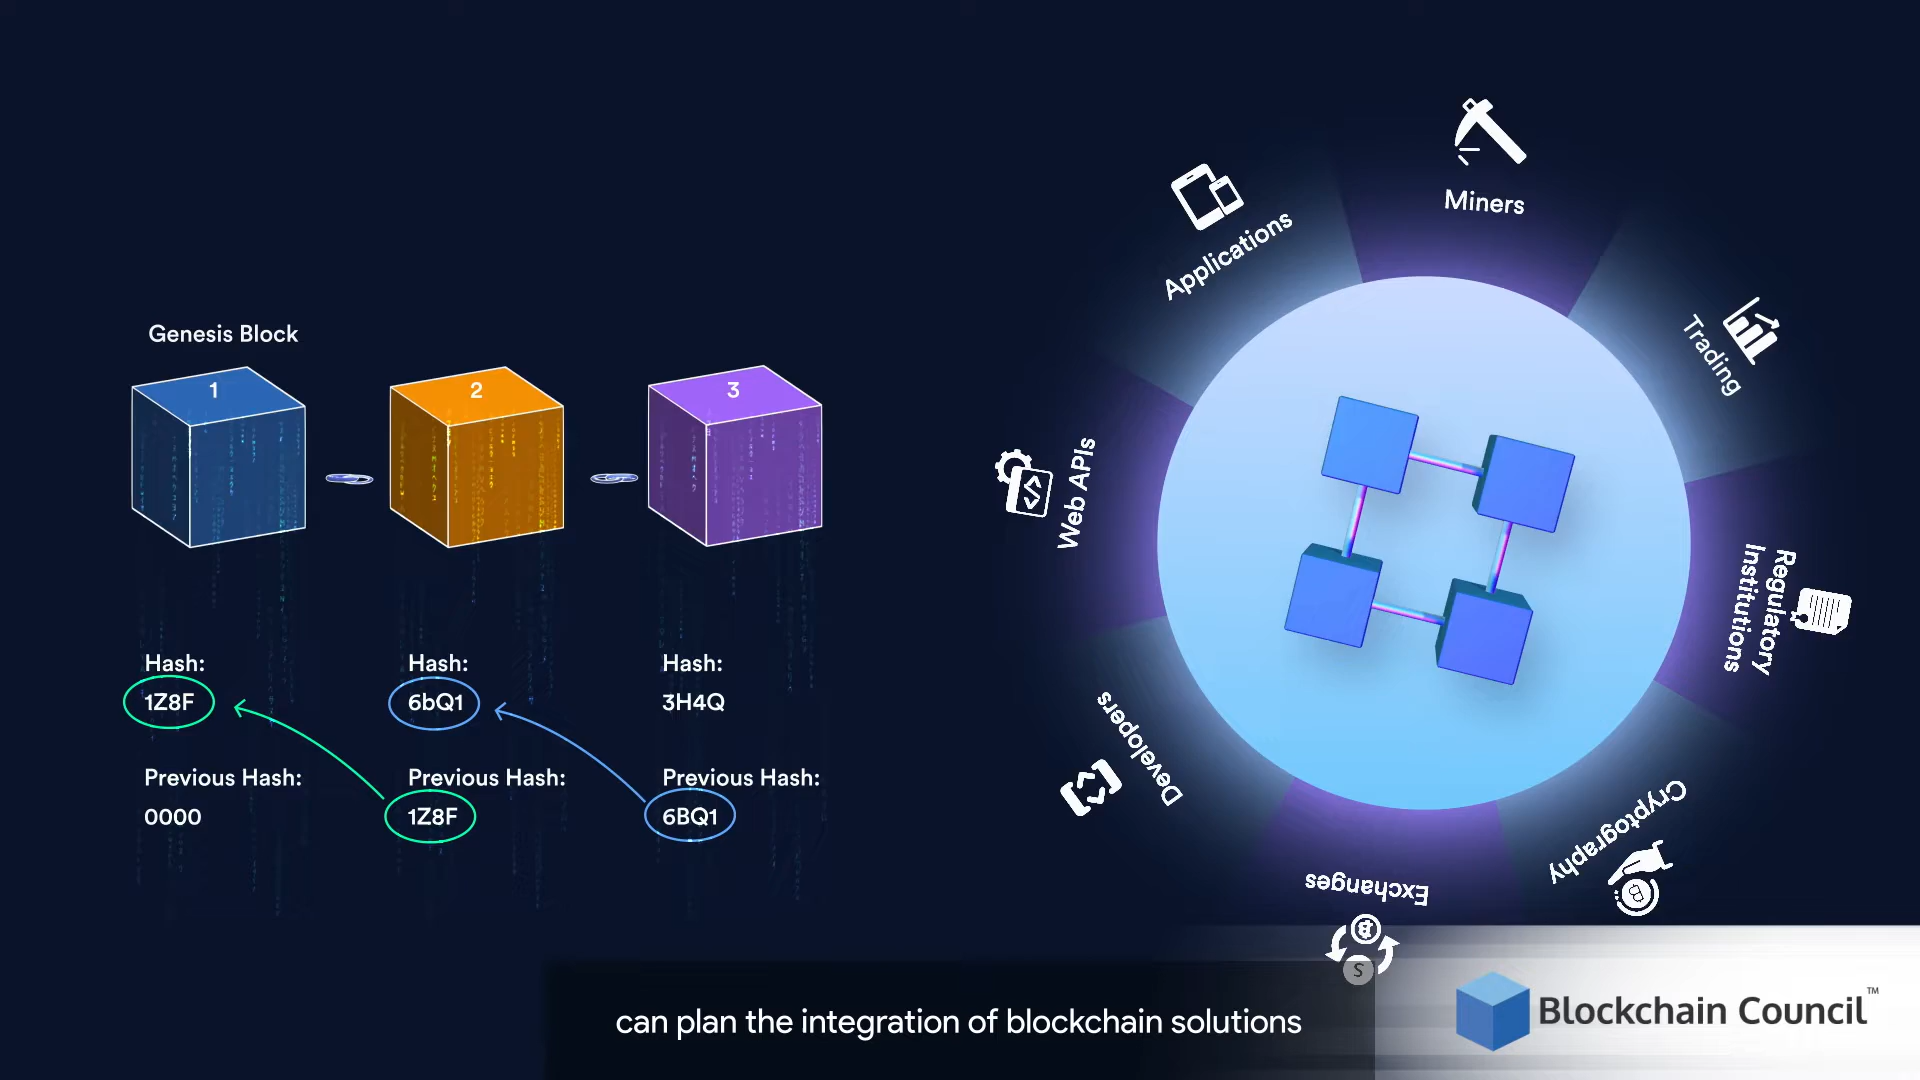 Genesis Block
1
2
3
Hash:
1Z8F
Hash:
6bQ1
Hash:
3H4Q
Previous Hash:
0000
Previous Hash:
1Z8F
Previous Hash:
6BQ1
Miners
Applications
Trading
Web APIs
Regulatory
Institutions
Developers
Cryptography
Exchanges
S
can plan the integration of blockchain solutions
Blockchain Council™